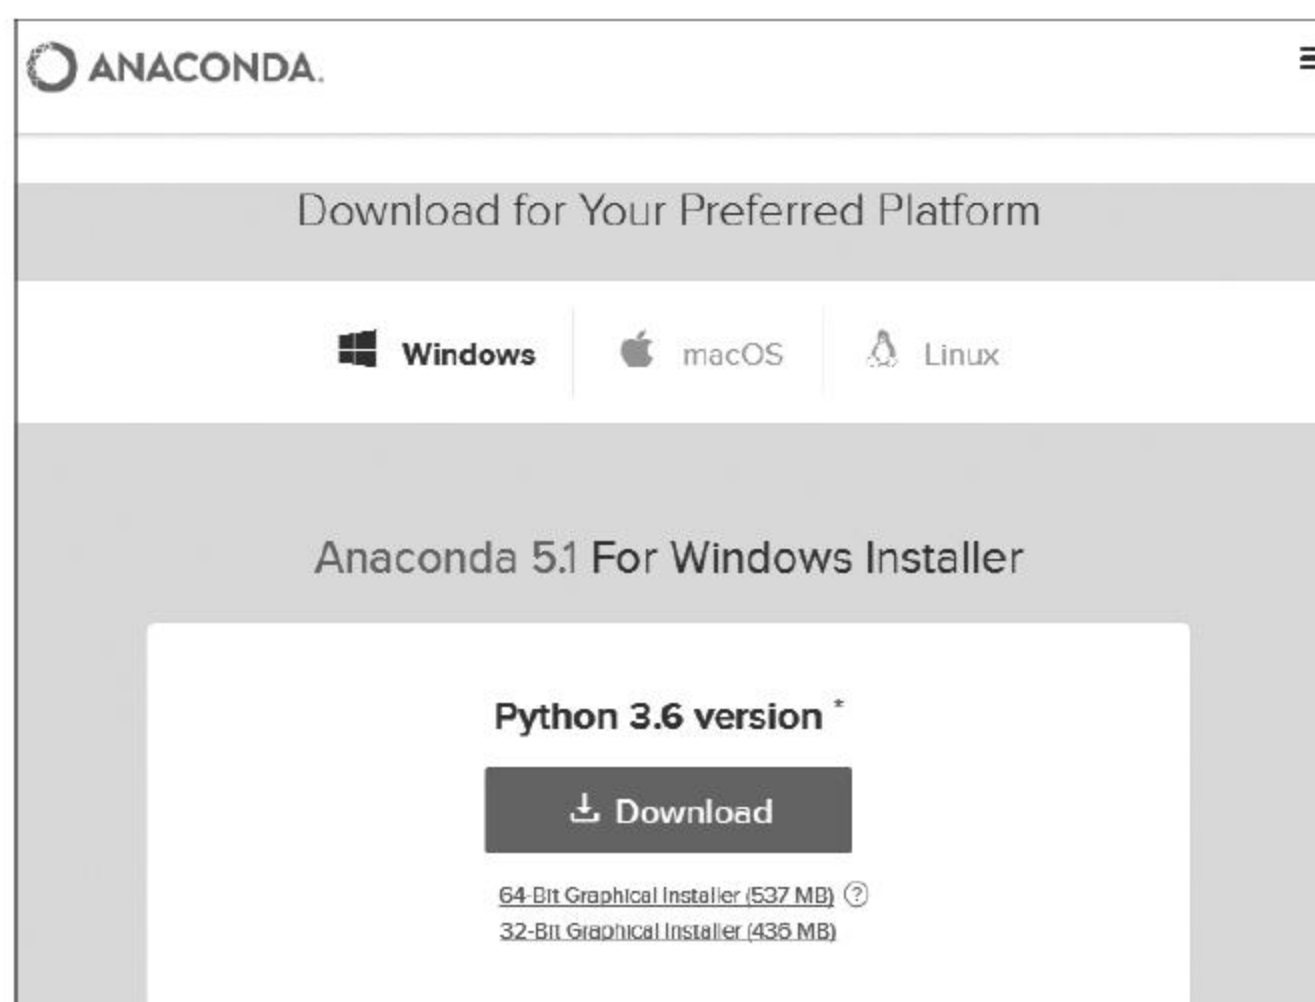 ANACONDA.
Download for Your Preferred Platform
Windows macOS Linux
Anaconda 5.1 For Windows Installer
Python 3.6 version *
Download
64-Bit Graphical Installer (537 MB) ?
32-Bit Graphical Installer (436 MB)